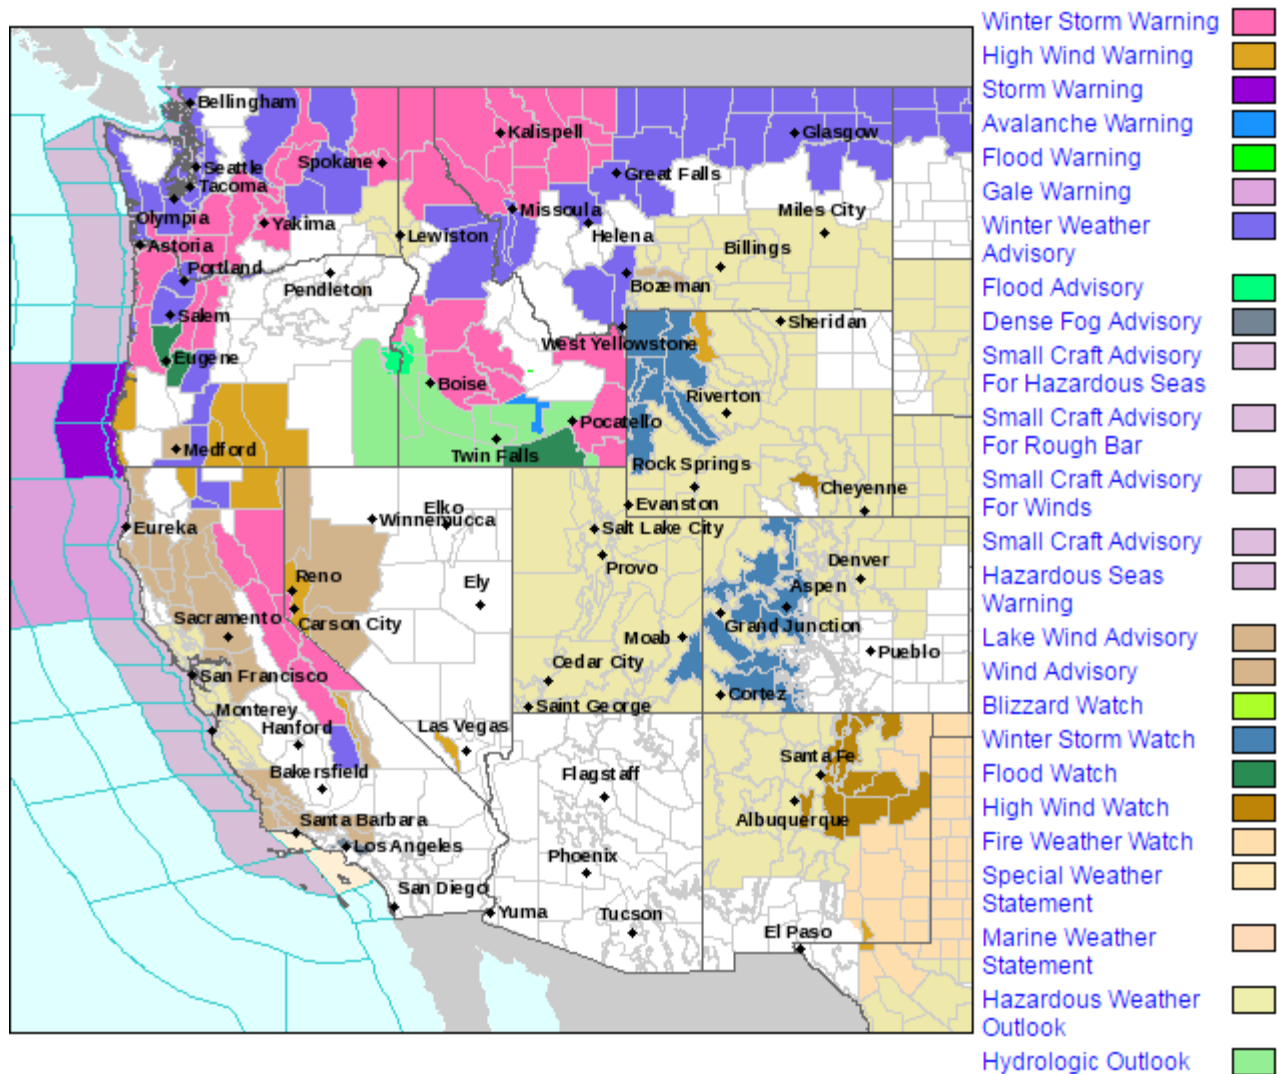 Winter Storm Warning
High Wind Warning
Storm Warning
Avalanche Warning
Flood Warning
Gale Warning
Winter Weather
Advisory
Flood Advisory
Dense Fog Advisory
Small Craft Advisory
For Hazardous Seas
Small Craft Advisory
For Rough Bar
Small Craft Advisory
For Winds
Small Craft Advisory
Hazardous Seas
Warning
Lake Wind Advisory
Wind Advisory
Blizzard Watch
Winter Storm Watch
Flood Watch
High Wind Watch
Fire Weather Watch
Special Weather
Statement
Marine Weather
Statement
Hazardous Weather
Outlook
Hydrologic Outlook
Bellingham
Kalispell
Glasgow
Seattle
Spokane
Great Falls
Tacoma
Olympia
Yakima
Missoula
Miles City
Astoria
Lewiston
Helena
Billings
Portland
Pendleton
Bozeman
Salem
Sheridan
Eugene
West Yellowstone
Boise
Riverton
Pocatello
Medford
Twin Falls
Rock Springs
Cheyenne
Evanston
Elko
Winnemucca
Eureka
Salt Lake City
Provo
Denver
Reno
Ely
Aspen
Sacramento
Carson City
Grand Junction
Moab
Pueblo
Cedar City
San Francisco
Cortez
Monterey
Saint George
Hanford
Las Vegas
Santa Fe
Bakersfield
Flagstaff
Albuquerque
Santa Barbara
Los Angeles
Phoenix
San Diego
Yuma
Tucson
El Paso